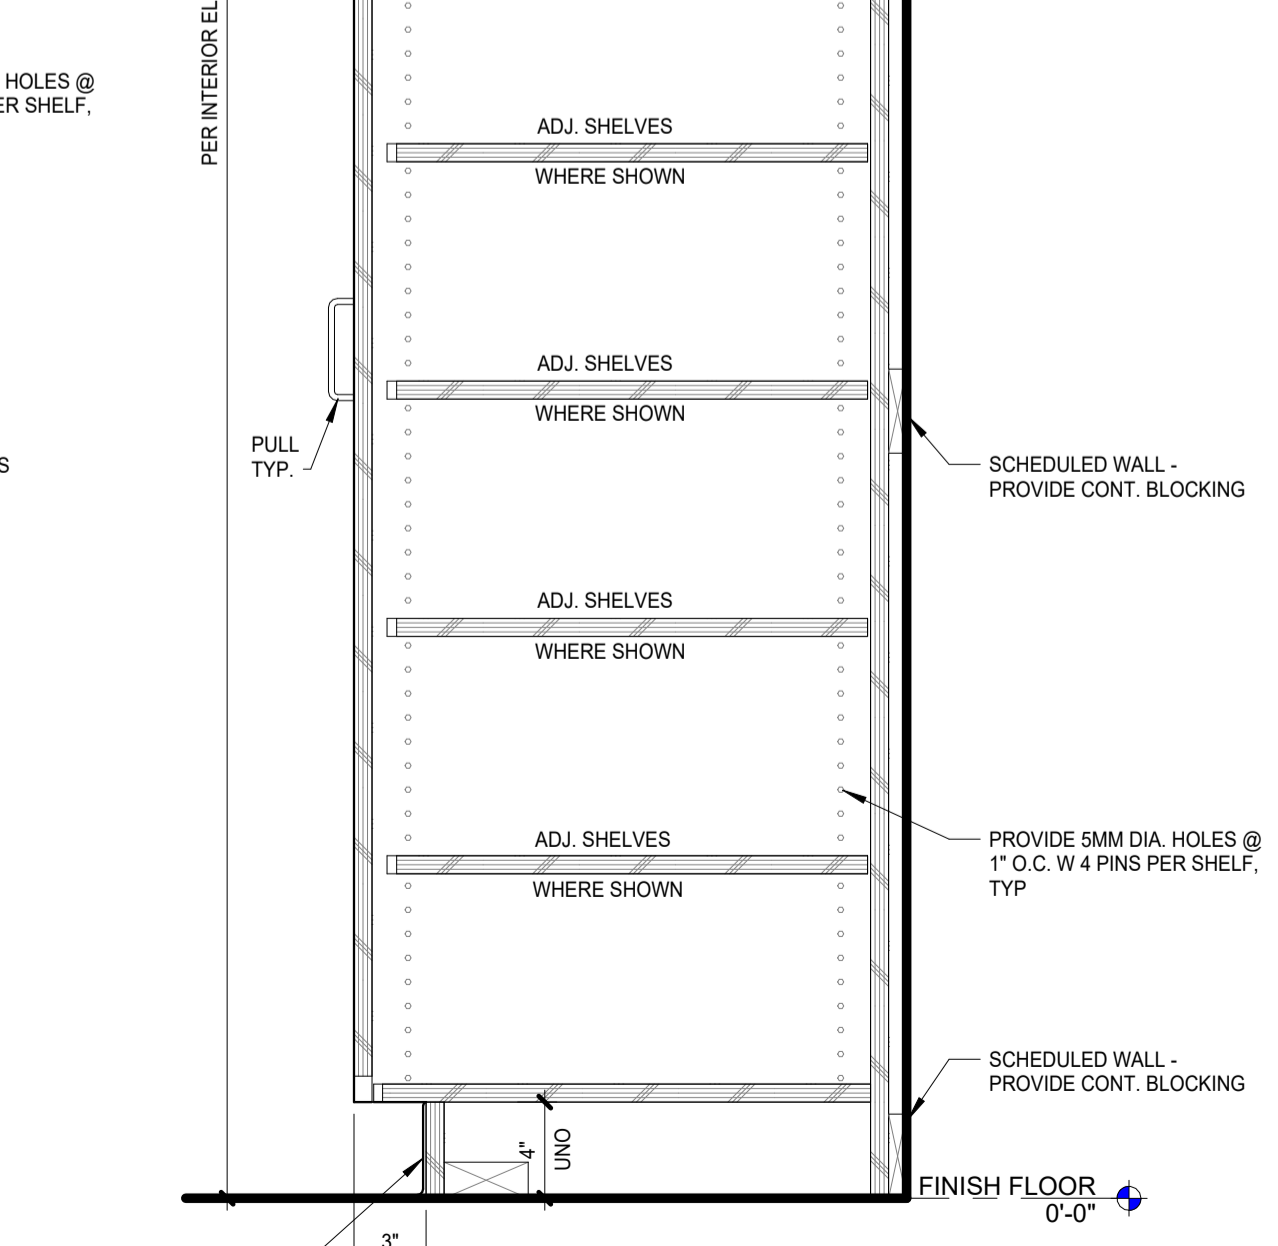 HOLES @
ER SHELF,
PER INTERIOR EL
ADJ. SHELVES
WHERE SHOWN
ADJ. SHELVES
WHERE SHOWN
PULL
TYP.
S
SCHEDULED WALL -
PROVIDE CONT. BLOCKING
ADJ. SHELVES
WHERE SHOWN
ADJ. SHELVES
WHERE SHOWN
PROVIDE 5MM DIA. HOLES @
1" O.C. W 4 PINS PER SHELF,
TYP
SCHEDULED WALL -
PROVIDE CONT. BLOCKING
4"
UNO
FINISH FLOOR
0'-0"
3"